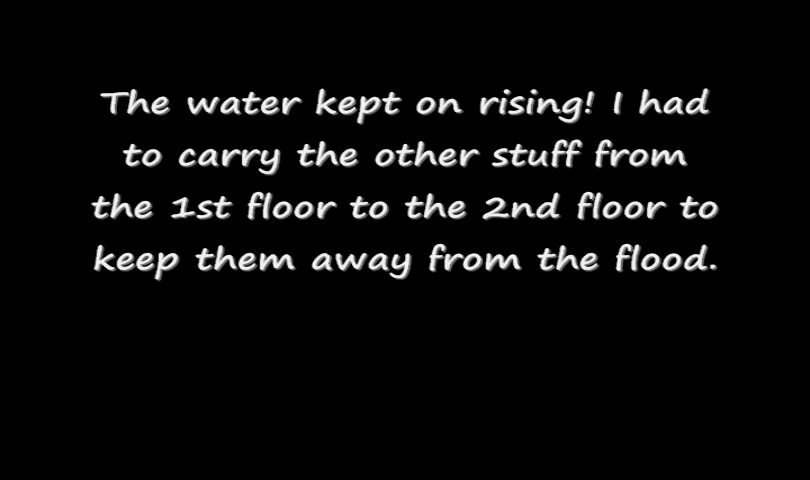 The water kept on rising! I had
to carry the other stuff from
the 1st floor to the 2nd floor to
keep them away from the flood.